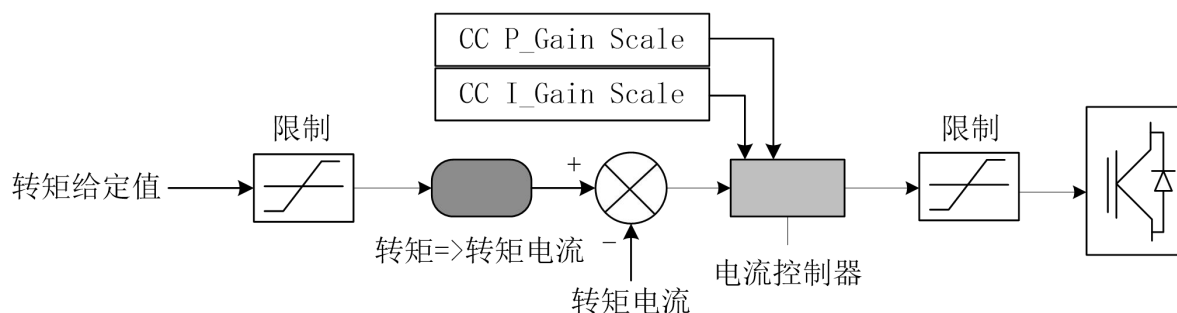 CC P_Gain Scale
CC I_Gain Scale
限制
限制
转矩给定值
+
转矩=>转矩电流
-
电流控制器
转矩电流